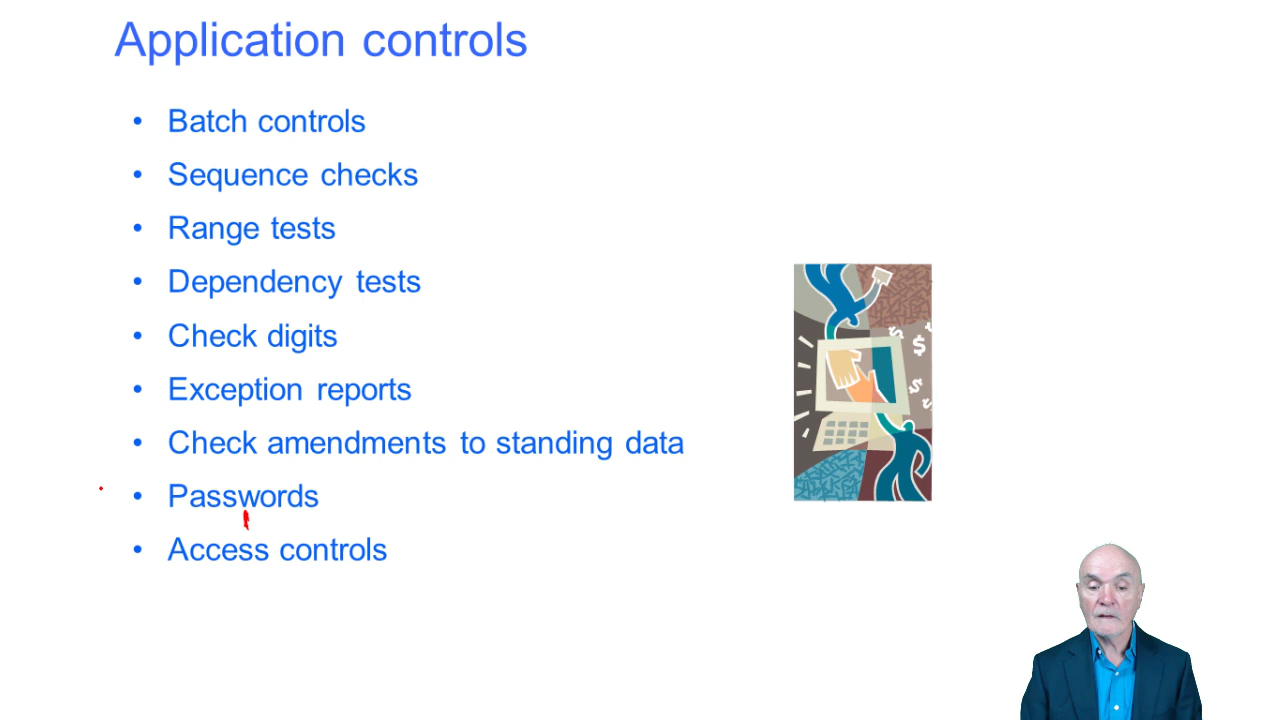 Application controls
• Batch controls
• Sequence checks
• Range tests
• Dependency tests
• Check digits
• Exception reports
• Check amendments to standing data
• Passwords
• Access controls
$